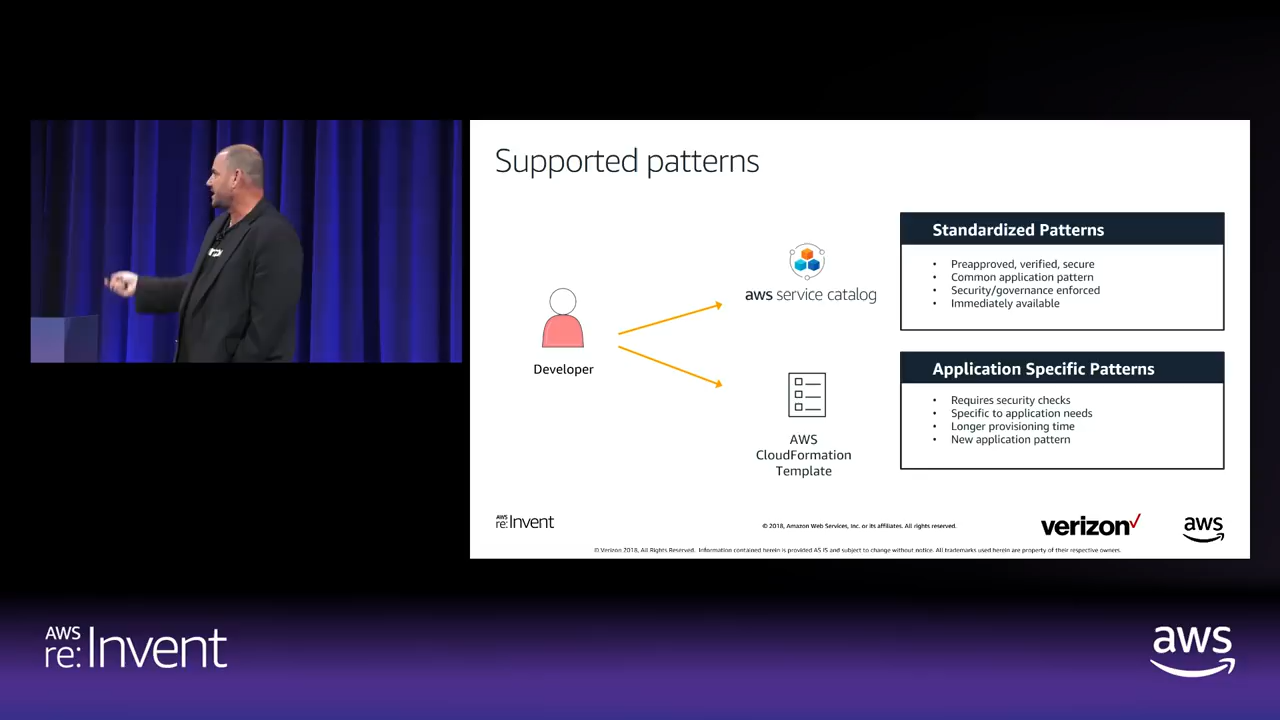 Supported patterns
Developer
aws service catalog
AWS
CloudFormation
Template
Standardized Patterns
• Preapproved, verified, secure
• Common application pattern
• Security/governance enforced
• Immediately available
Application Specific Patterns
• Requires security checks
• Specific to application needs
• Longer provisioning time
• New application pattern
AWS
re:Invent
© 2018, Amazon Web Services, Inc. or its affiliates. All rights reserved.
verizon✓
aws
© Verizon 2018, All Rights Reserved. Information contained herein is provided AS IS and subject to change without notice. All trademarks used herein are property of their respective owners.
AWS
re:Invent
aws